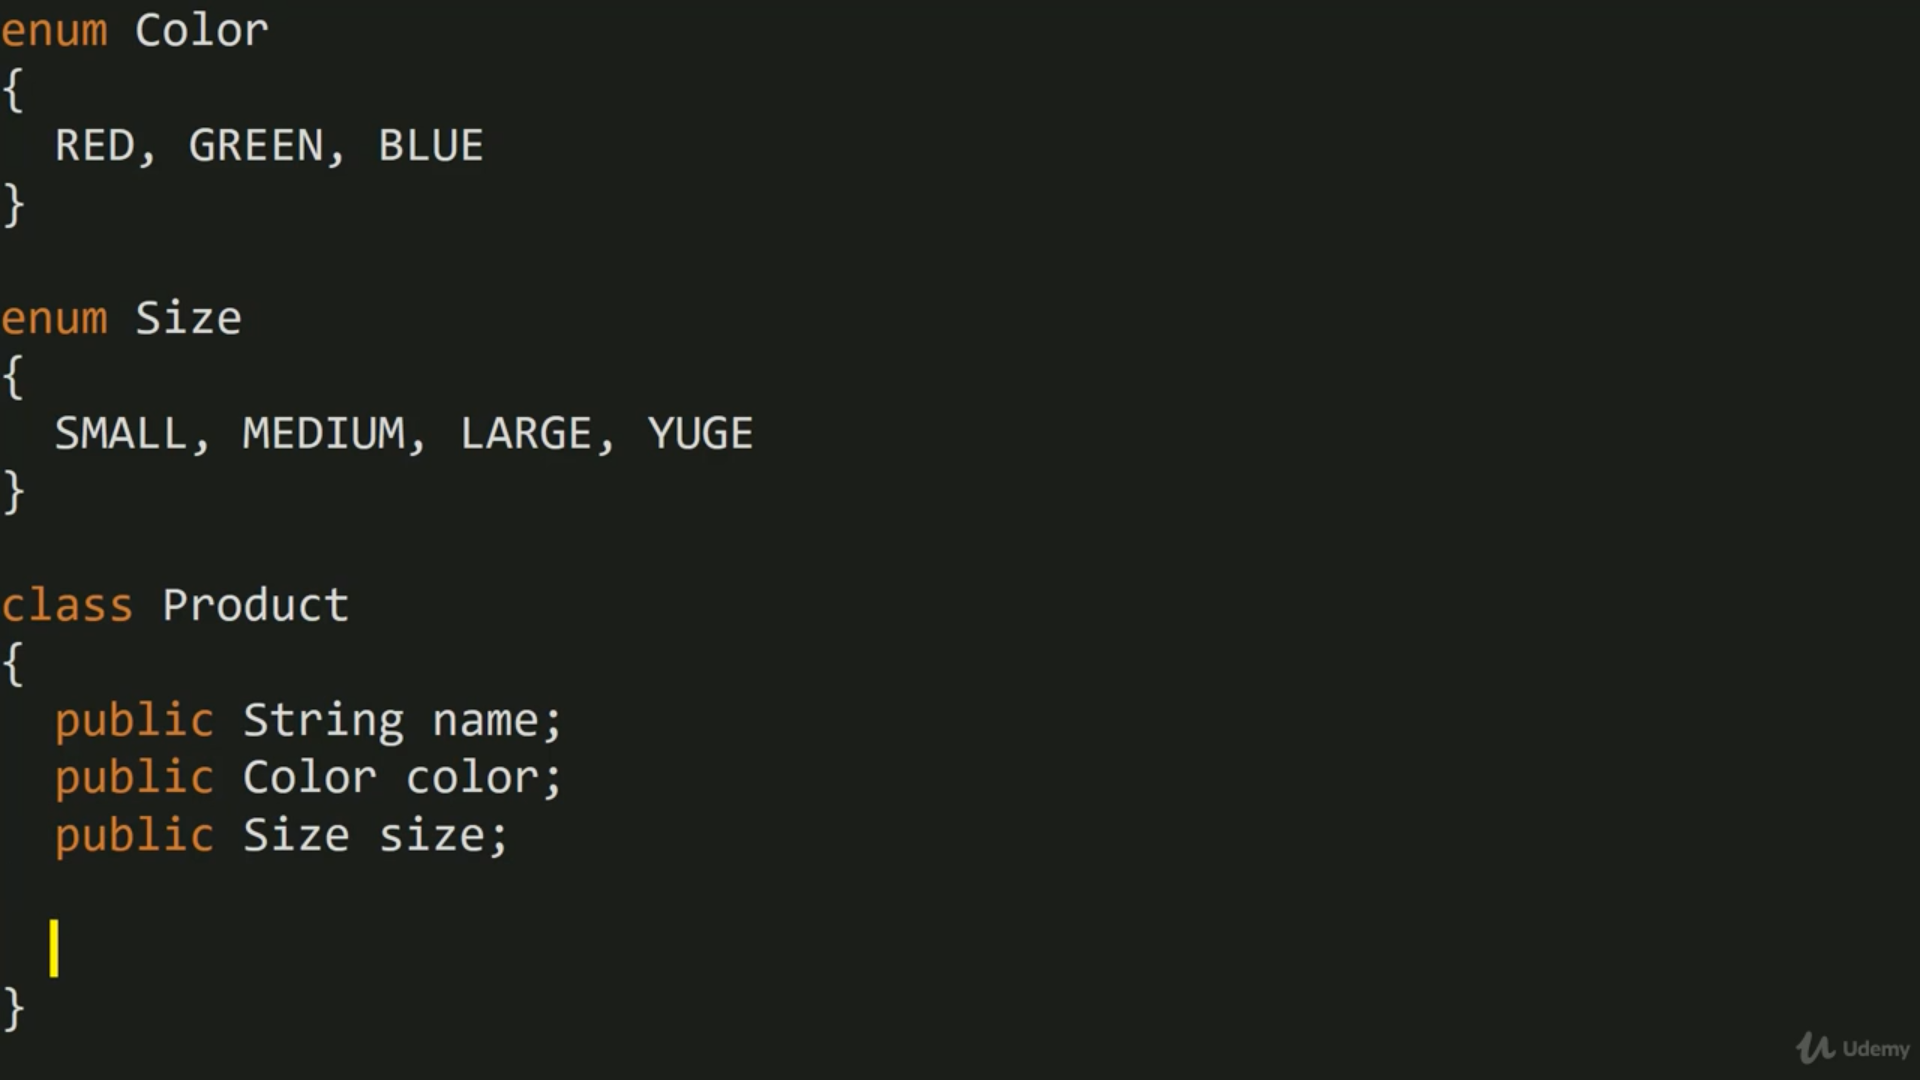 enum Color
{
  RED, GREEN, BLUE
}
enum Size
{
  SMALL, MEDIUM, LARGE, YUGE
}
class Product
{
  public String name;
  public Color color;
  public Size size;
}
Udemy